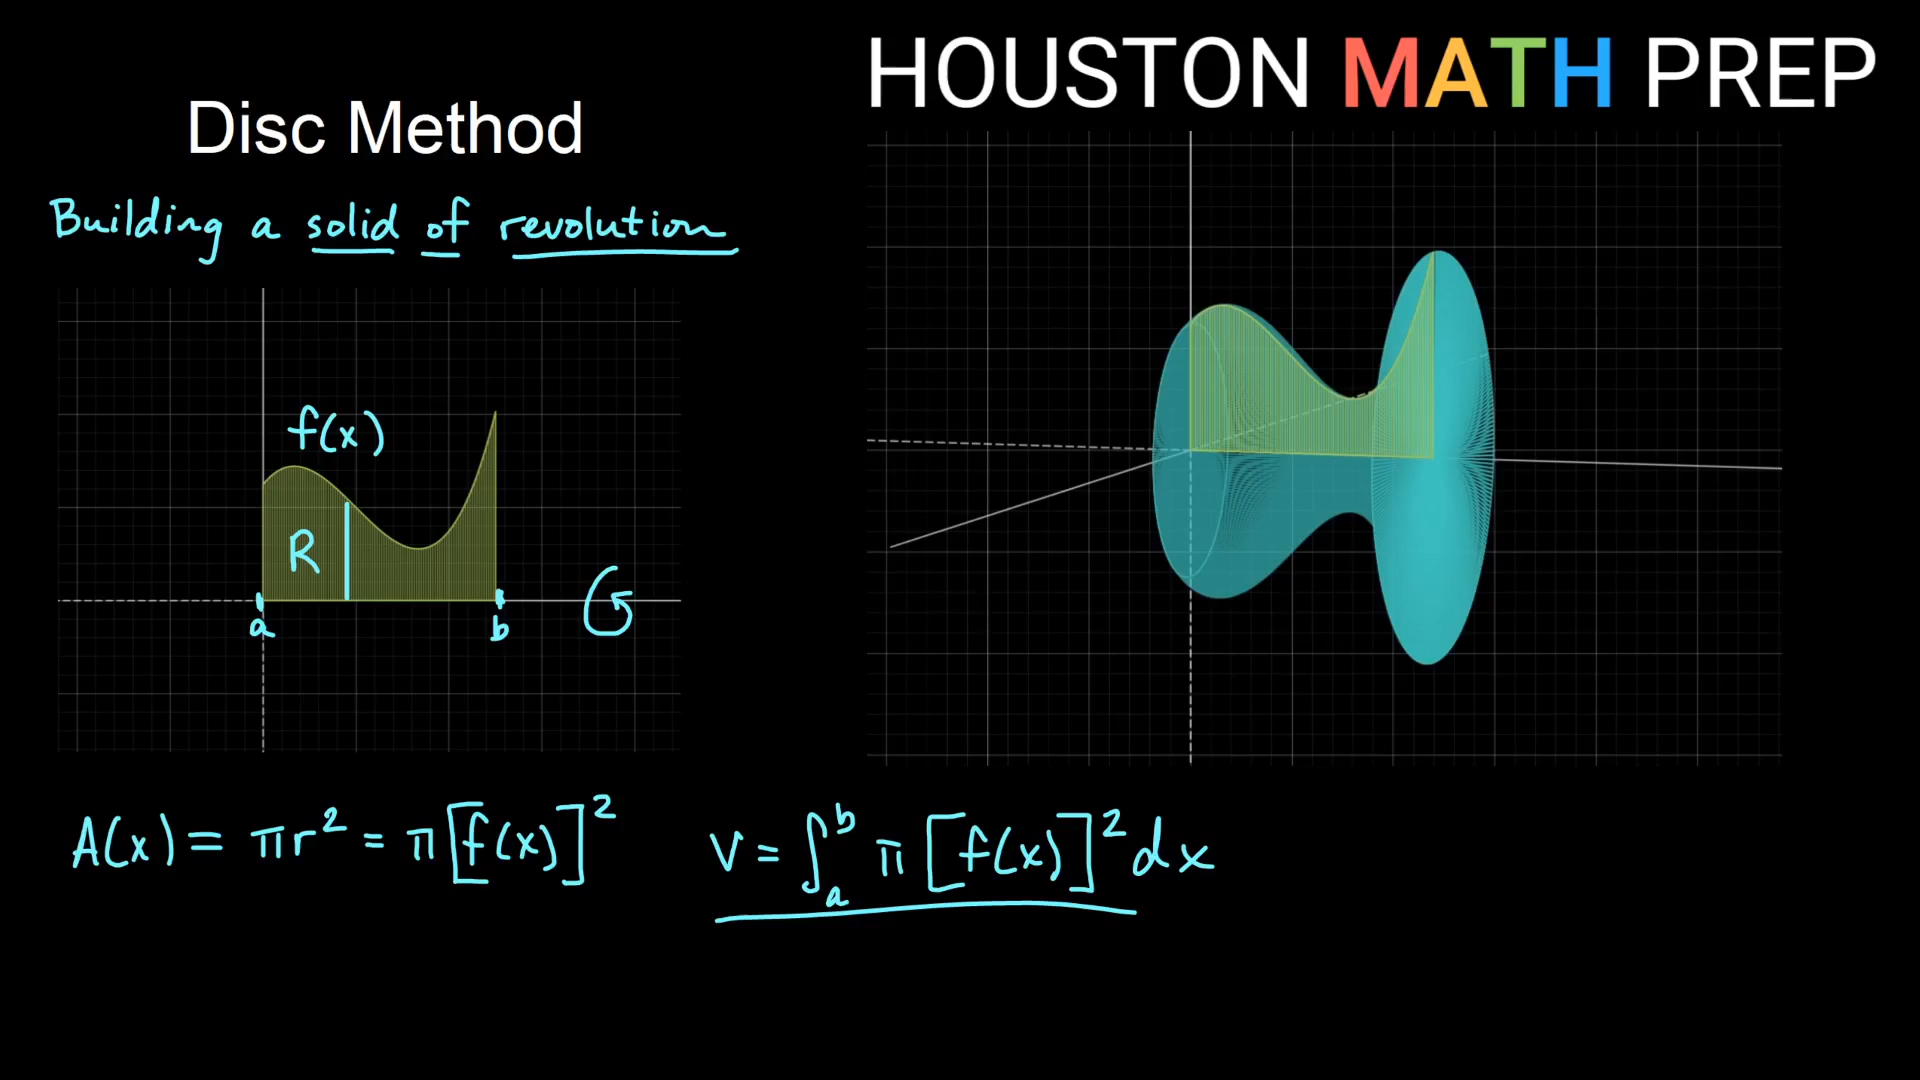 HOUSTON MATH PREP
Disc Method
Building a solid of revolution
f(x)
R
a
b
A(x) = πr² = π[f(x)]²
V = ∫ₐᵇ π[f(x)]² dx